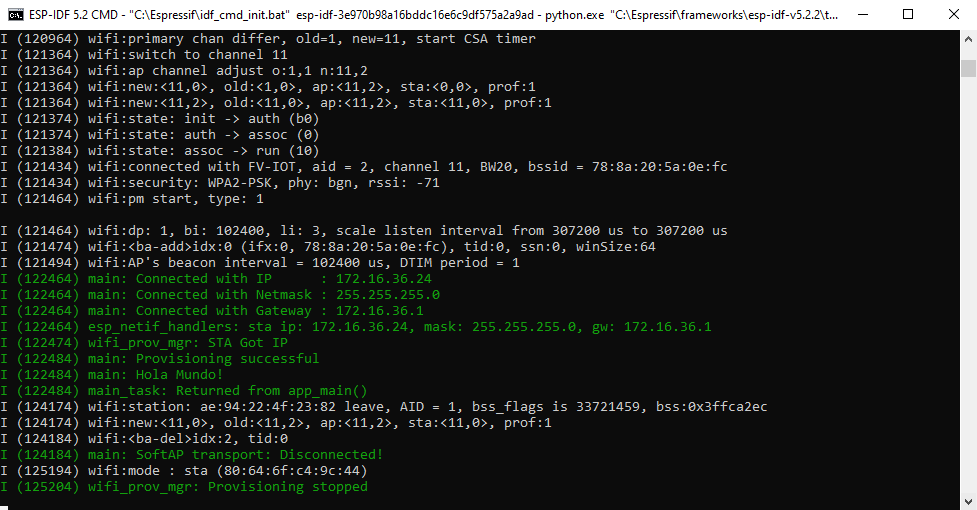 ESP-IDF 5.2 CMD - "C:\Espressif\idf_cmd_init.bat" esp-idf-3e970b98a16bddc16e6c9df575a2a9ad - python.exe "C:\Espressif\frameworks\esp-idf-v5.2.2\t...
I (120964) wifi:primary chan differ, old=1, new=11, start CSA timer
I (121364) wifi:switch to channel 11
I (121364) wifi:ap channel adjust o:1,1 n:11,2
I (121364) wifi:new:<11,0>, old:<1,0>, ap:<11,2>, sta:<0,0>, prof:1
I (121364) wifi:new:<11,2>, old:<11,0>, ap:<11,2>, sta:<11,0>, prof:1
I (121374) wifi:state: init -> auth (b0)
I (121374) wifi:state: auth -> assoc (0)
I (121384) wifi:state: assoc -> run (10)
I (121434) wifi:connected with FV-IOT, aid = 2, channel 11, BW20, bssid = 78:8a:20:5a:0e:fc
I (121434) wifi:security: WPA2-PSK, phy: bgn, rssi: -71
I (121464) wifi:pm start, type: 1
I (121464) wifi:dp: 1, bi: 102400, li: 3, scale listen interval from 307200 us to 307200 us
I (121474) wifi:<ba-add>idx:0 (ifx:0, 78:8a:20:5a:0e:fc), tid:0, ssn:0, winSize:64
I (121494) wifi:AP's beacon interval = 102400 us, DTIM period = 1
I (122464) main: Connected with IP      : 172.16.36.24
I (122464) main: Connected with Netmask : 255.255.255.0
I (122464) main: Connected with Gateway : 172.16.36.1
I (122464) esp_netif_handlers: sta ip: 172.16.36.24, mask: 255.255.255.0, gw: 172.16.36.1
I (122474) wifi_prov_mgr: STA Got IP
I (122484) main: Provisioning successful
I (122484) main: Hola Mundo!
I (122484) main_task: Returned from app_main()
I (124174) wifi:station: ae:94:22:4f:23:82 leave, AID = 1, bss_flags is 33721459, bss:0x3ffca2ec
I (124174) wifi:new:<11,0>, old:<11,2>, ap:<11,2>, sta:<11,0>, prof:1
I (124184) wifi:<ba-del>idx:2, tid:0
I (124184) main: SoftAP transport: Disconnected!
I (125194) wifi:mode : sta (80:64:6f:c4:9c:44)
I (125204) wifi_prov_mgr: Provisioning stopped